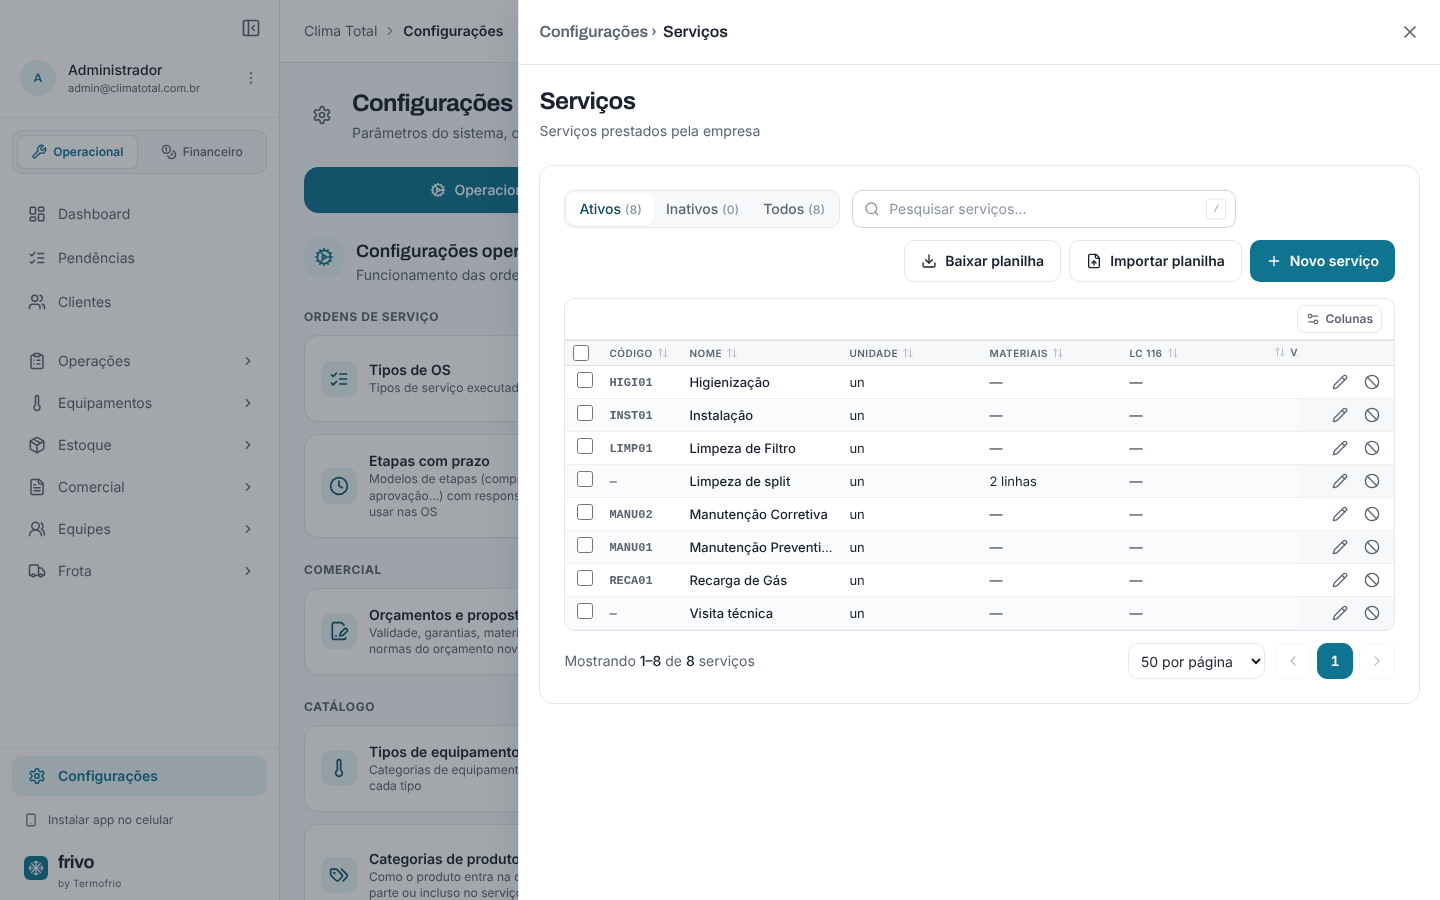 Administrador
admin@climatotal.com.br
A
Operacional
Financeiro
Dashboard
Pendências
Clientes
Operações
Equipamentos
Estoque
Comercial
Equipes
Frota
Configurações
Instalar app no celular
frivo
by Termofrio
Clima Total › Configurações
Configurações
Parâmetros do sistema, c
Operacion
Configurações oper
Funcionamento das orde
ORDENS DE SERVIÇO
Tipos de OS
Tipos de serviço executad
Etapas com prazo
Modelos de etapas (comp
aprovação...) com respons
usar nas OS
COMERCIAL
Orçamentos e propost
Validade, garantias, materi
normas do orçamento nov
CATÁLOGO
Tipos de equipamento
Categorias de equipament
cada tipo
Categorias de produto
Como o produto entra na c
parte ou incluso no serviço
Configurações › Serviços
Serviços
Serviços prestados pela empresa
Ativos (8) Inativos (0) Todos (8)
Pesquisar serviços... /
Baixar planilha
Importar planilha
+ Novo serviço
Colunas
CÓDIGO NOME UNIDADE MATERIAIS LC 116 V.
HIGI01 Higienização un — —
INST01 Instalação un — —
LIMP01 Limpeza de Filtro un — —
— Limpeza de split un 2 linhas —
MANU02 Manutenção Corretiva un — —
MANU01 Manutenção Preventi... un — —
RECA01 Recarga de Gás un — —
— Visita técnica un — —
Mostrando 1–8 de 8 serviços
50 por página
1